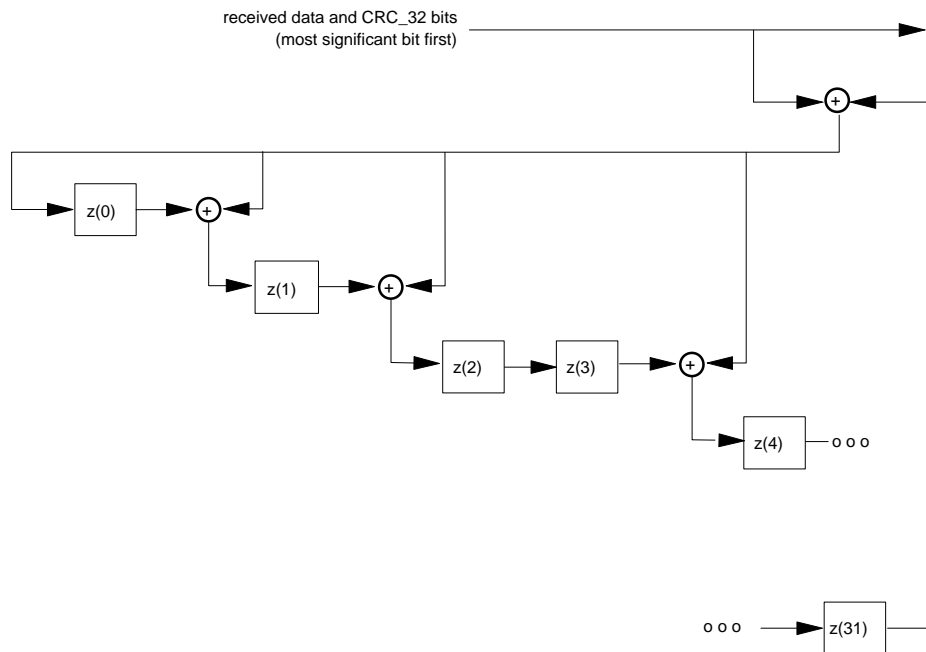 received data and CRC_32 bits
(most significant bit first)
+
z(0)
+
z(1)
+
z(2)
z(3)
+
z(4)
o o o
o o o
z(31)